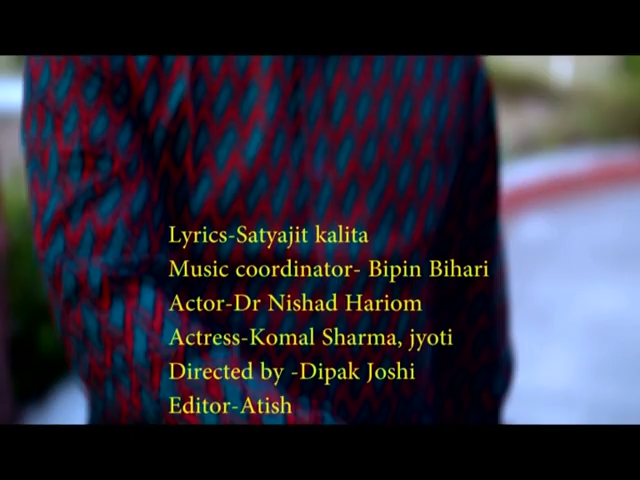 Lyrics-Satyajit kalita
Music coordinator- Bipin Bihari
Actor-Dr Nishad Hariom
Actress-Komal Sharma, jyoti
Directed by -Dipak Joshi
Editor-Atish